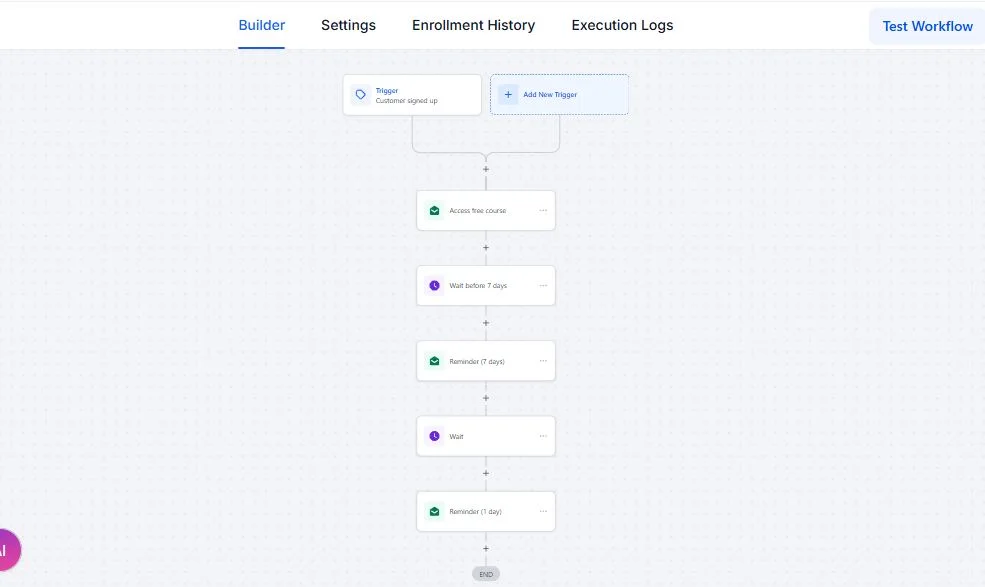 Builder
Settings
Enrollment History
Execution Logs
Test Workflow
Trigger
Customer signed up
+ Add New Trigger
+
Access free course ...
+
Wait before 7 days ...
+
Reminder (7 days) ...
+
Wait ...
+
Reminder (1 day) ...
+
END
AI